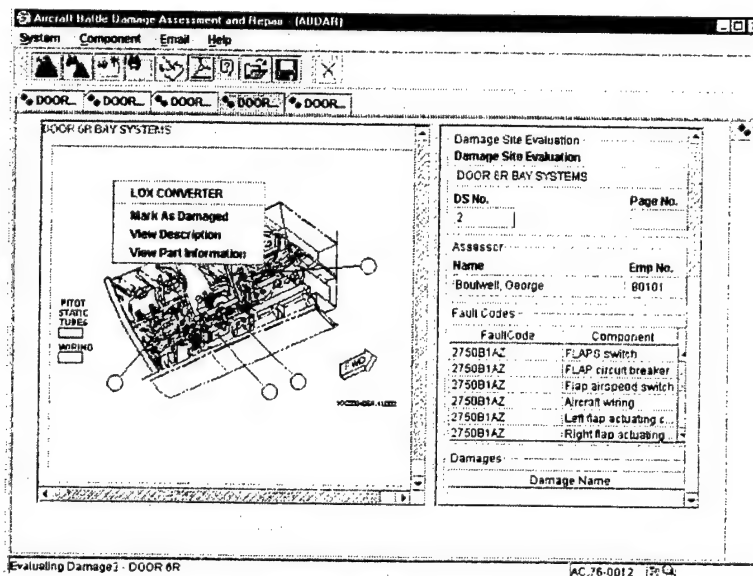 Aircraft Battle Damage Assessment and Repair - (ABDAR)
System Component Email Help
DOOR... DOOR... DOOR... DOOR... DOOR...
DOOR 6R BAY SYSTEMS
LOX CONVERTER
Mark As Damaged
View Description
View Part Information
PITOT
STATIC
TUBES
WIRING
FWD
Damage Site Evaluation
Damage Site Evaluation
DOOR 6R BAY SYSTEMS
DS No. Page No.
2
Assessor
Name Emp No.
Boutwell, George 80101
Fault Codes
FaultCode Component
2750B1AZ FLAPS switch
2750B1AZ FLAP circuit breaker
2750B1AZ Flap airspeed switch
2750B1AZ Aircraft wiring
2750B1AZ Left flap actuating c...
2750B1AZ Right flap actuating ...
Damages
Damage Name
Evaluating Damage2 - DOOR 6R
AC,76-0012